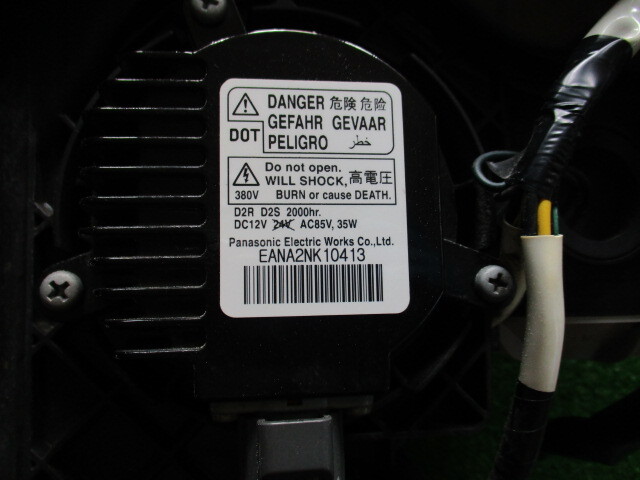 DANGER 危険 危险
GEFAHR GEVAAR
DOT PELIGRO خطر
Do not open.
WILL SHOCK, 高電圧
380V BURN or cause DEATH.
D2R D2S 2000hr.
DC12V 24V AC85V, 35W
Panasonic Electric Works Co.,Ltd.
EANA2NK10413